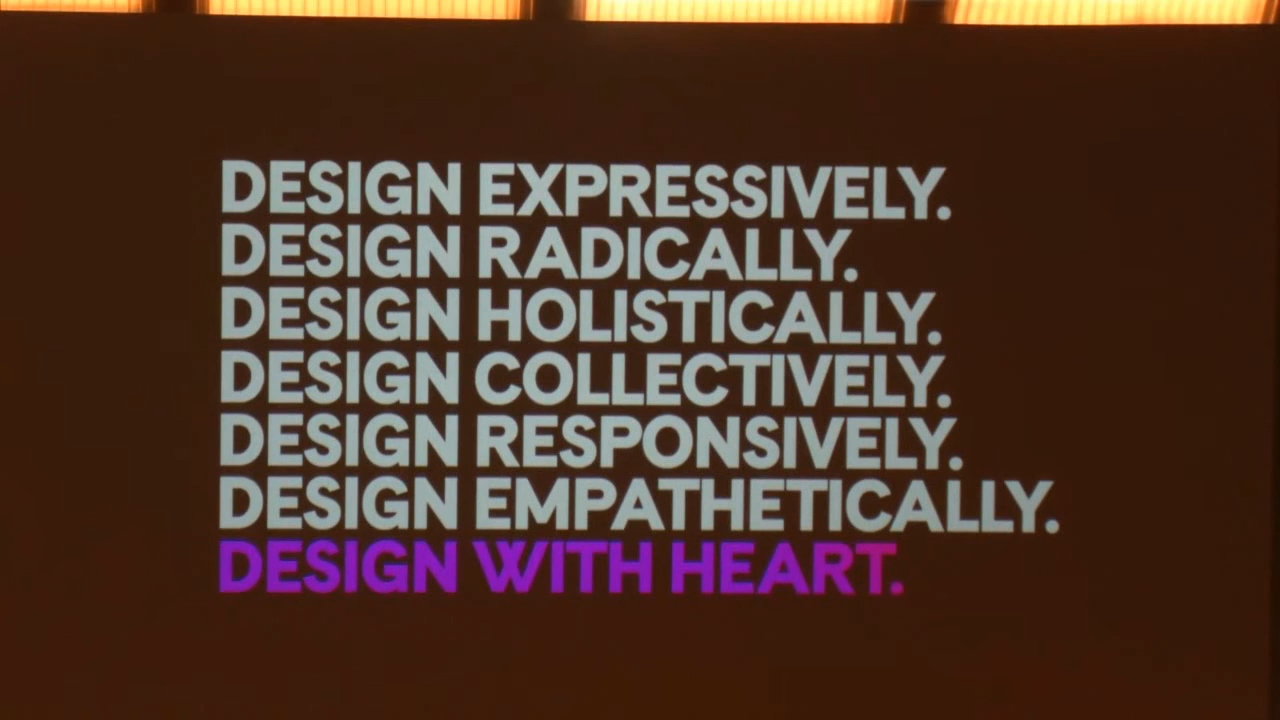 DESIGN EXPRESSIVELY.
DESIGN RADICALLY.
DESIGN HOLISTICALLY.
DESIGN COLLECTIVELY.
DESIGN RESPONSIVELY.
DESIGN EMPATHETICALLY.
DESIGN WITH HEART.